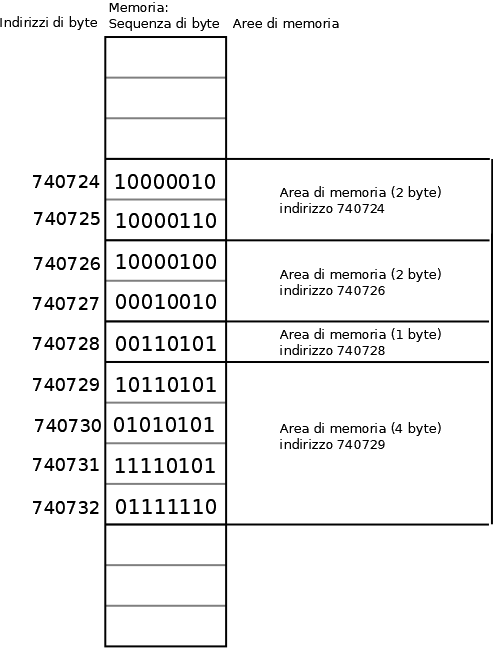 Memoria:
Indirizzi di byte Sequenza di byte Aree di memoria
740724 10000010
Area di memoria (2 byte)
indirizzo 740724
740725 10000110
740726 10000100
Area di memoria (2 byte)
indirizzo 740726
740727 00010010
740728 00110101
Area di memoria (1 byte)
indirizzo 740728
740729 10110101
740730 01010101
Area di memoria (4 byte)
indirizzo 740729
740731 11110101
740732 01111110